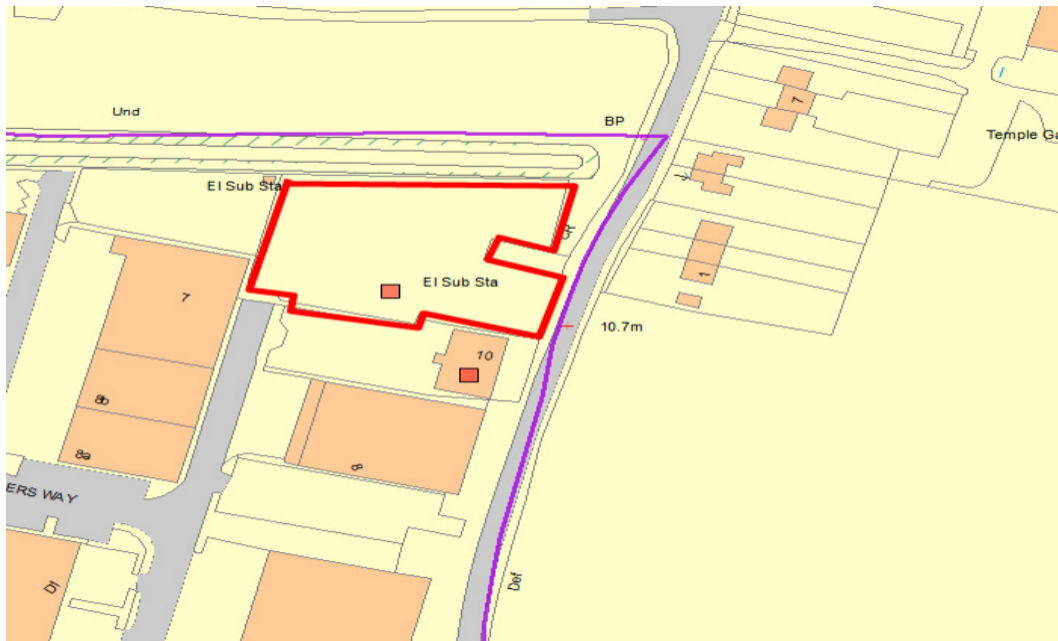 Und
BP
7
Temple Ga
El Sub Sta
CR
El Sub Sta
1
7
10.7m
10
8b
8
8a
ERS WAY
Def